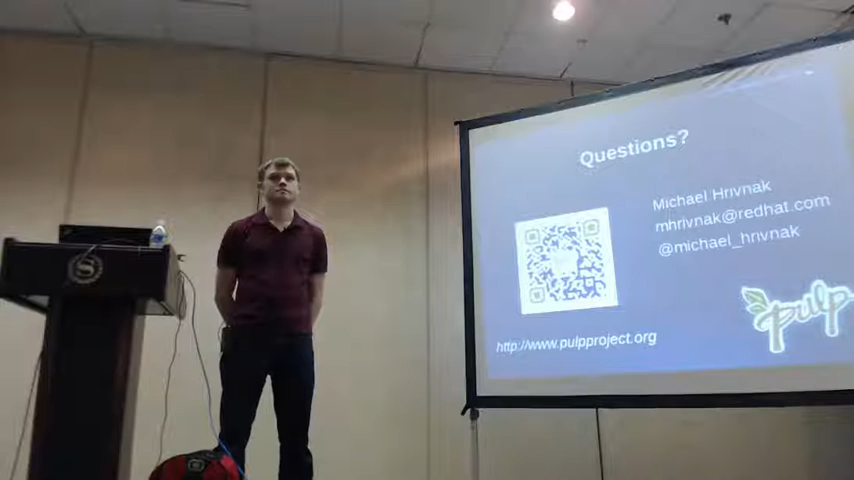 Questions?
Michael Hrivnak
mhrivnak@redhat.com
@michael_hrivnak
http://www.pulpproject.org
pulp
S